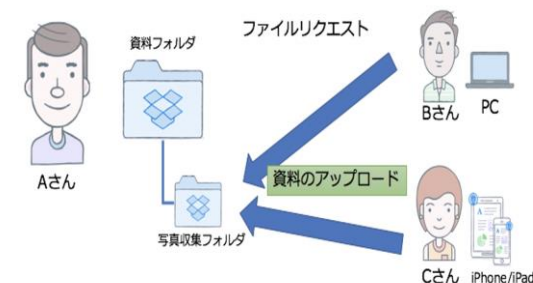 ファイルリクエスト
資料フォルダ
Aさん
Bさん
PC
資料のアップロード
写真収集フォルダ
Cさん
iPhone/iPad